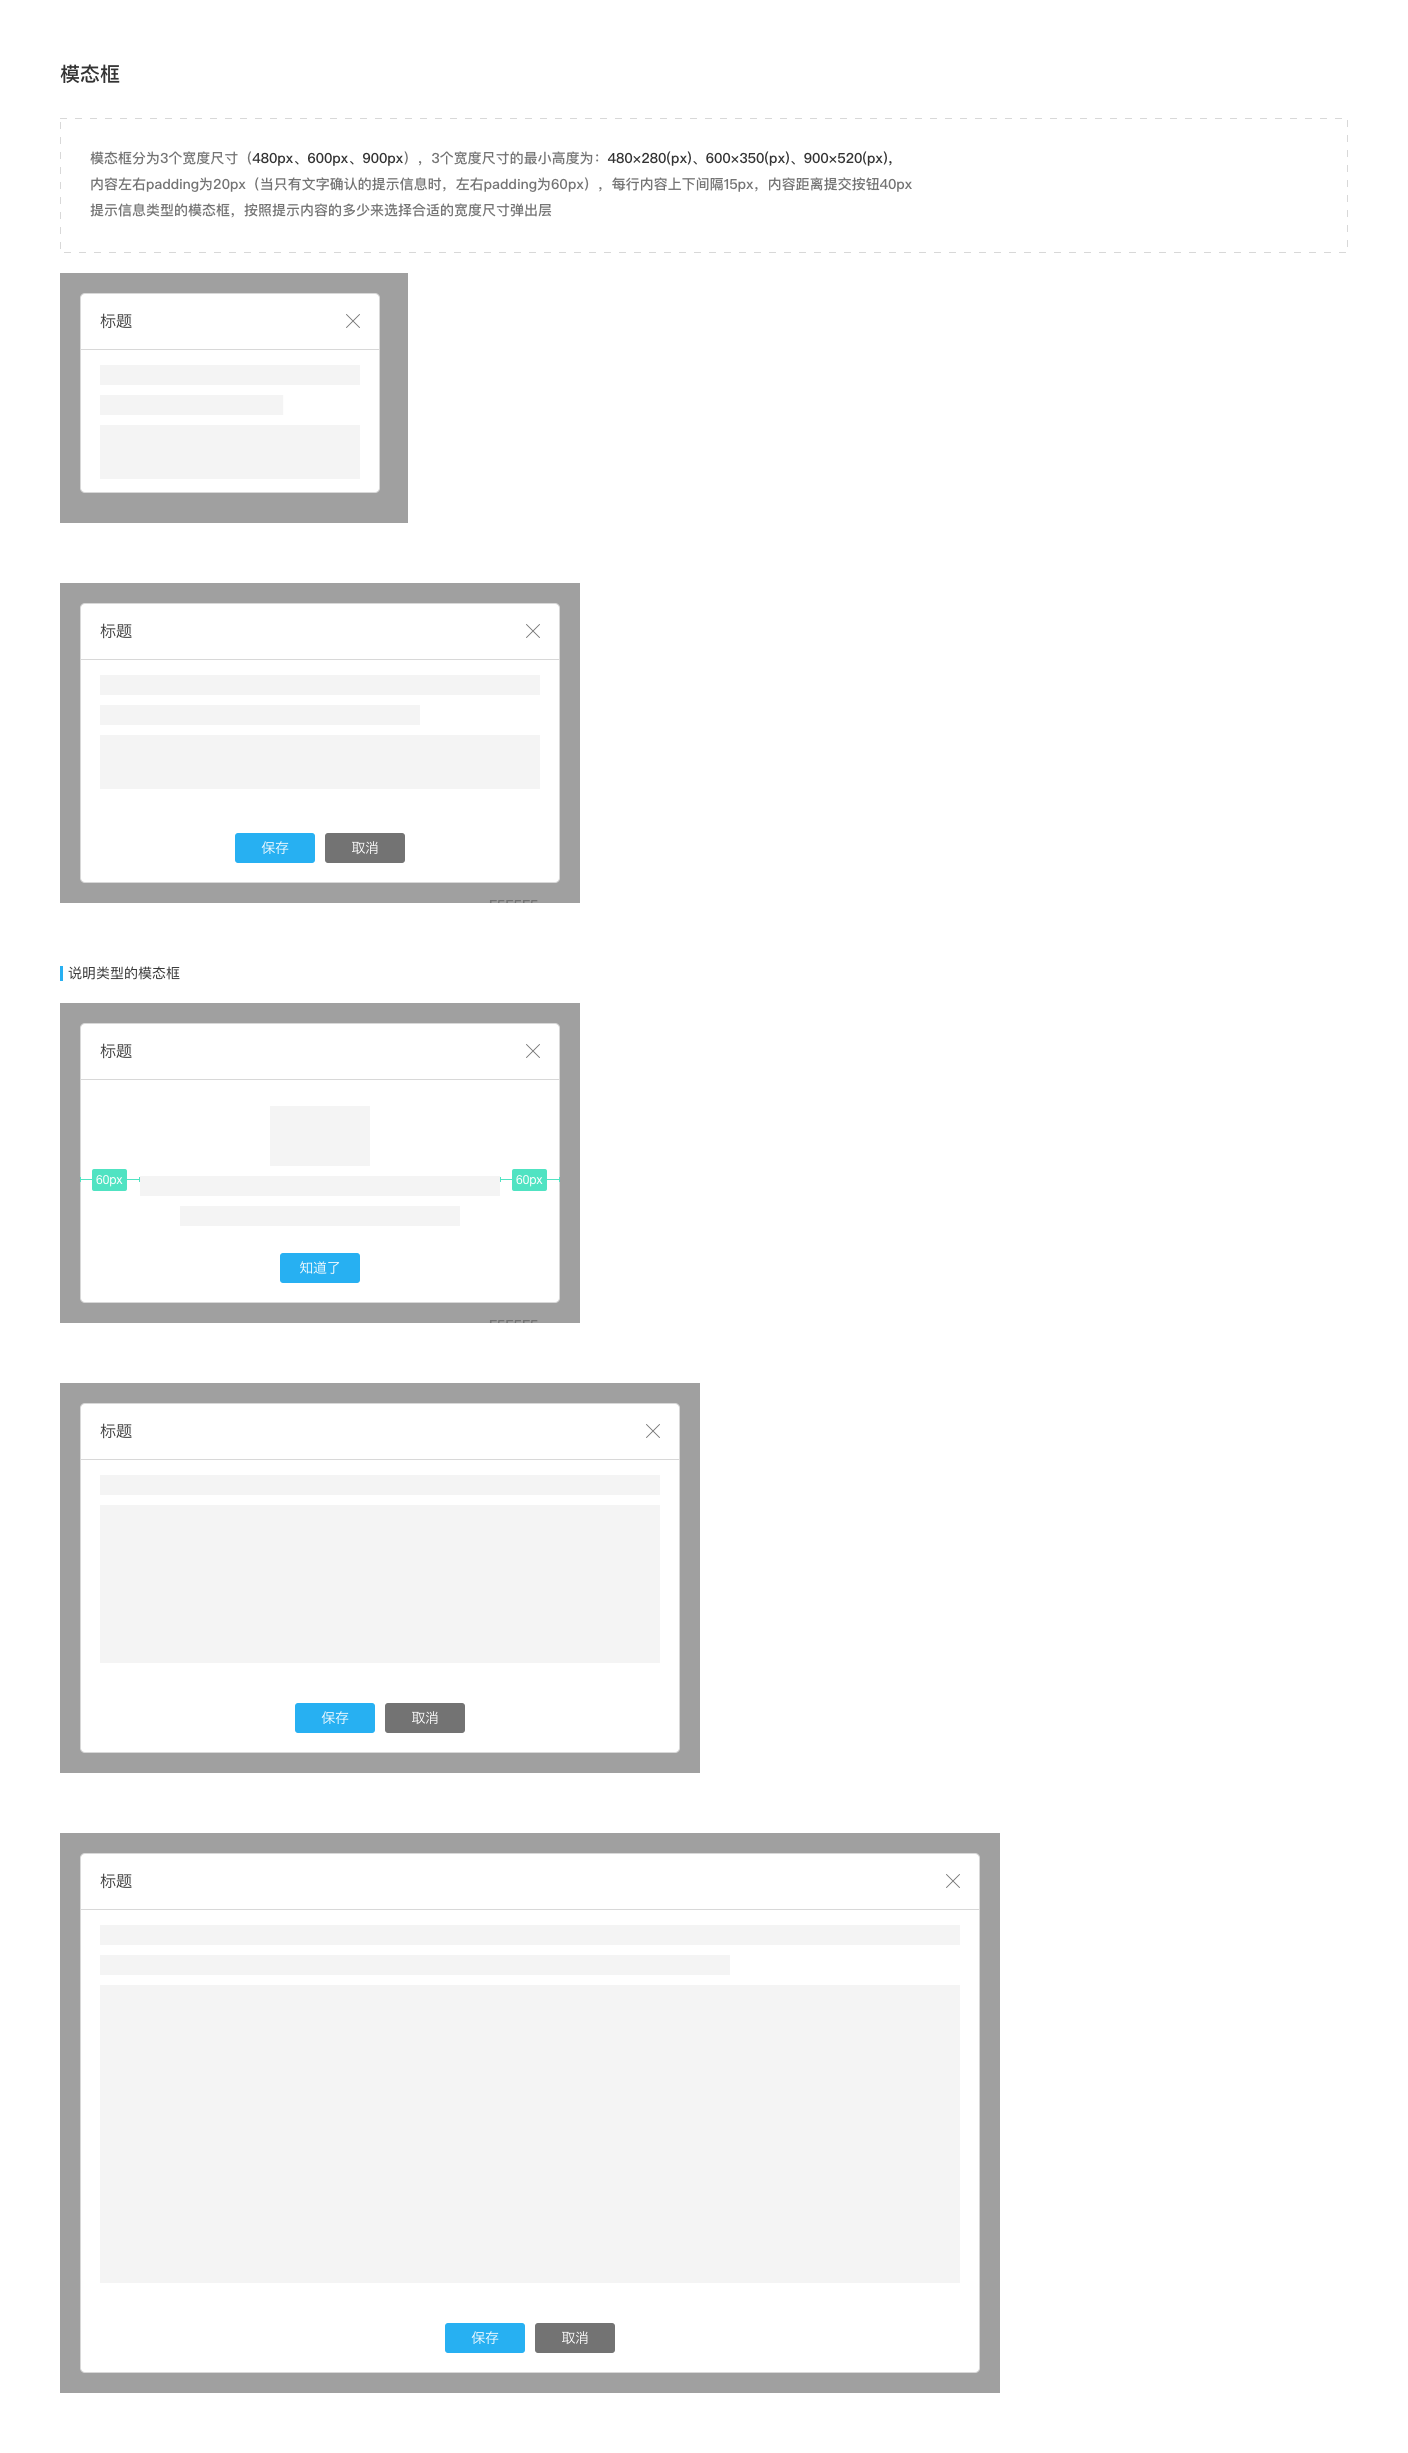 模态框
模态框分为3个宽度尺寸（480px、600px、900px），3个宽度尺寸的最小高度为：480×280(px)、600×350(px)、900×520(px)，
内容左右padding为20px（当只有文字确认的提示信息时，左右padding为60px），每行内容上下间隔15px，内容距离提交按钮40px
提示信息类型的模态框，按照提示内容的多少来选择合适的宽度尺寸弹出层
标题
标题
保存 取消
说明类型的模态框
标题
60px 60px
知道了
标题
保存 取消
标题
保存 取消